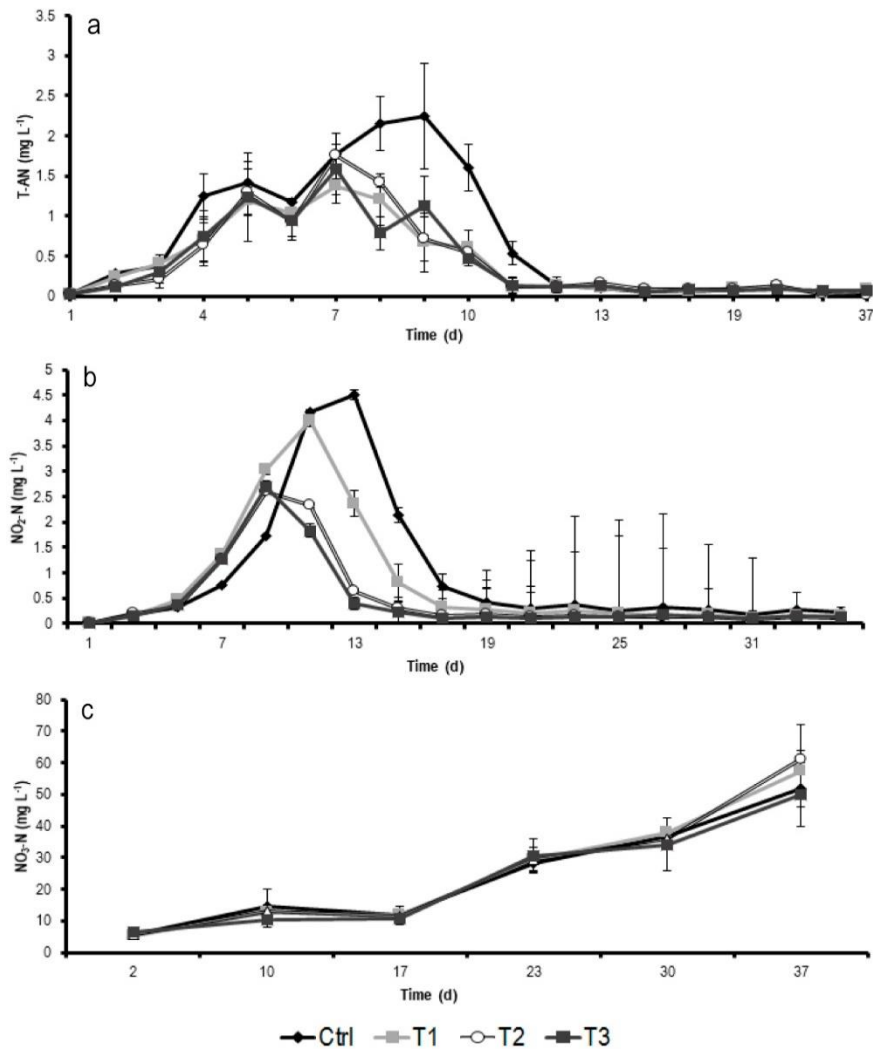 a
T-AN (mg L-1)
3.5
3
2.5
2
1.5
1
0.5
0
1 4 7 10 13 19 37
Time (d)
b
NO2-N (mg L-1)
5
4.5
4
3.5
3
2.5
2
1.5
1
0.5
0
1 7 13 19 25 31
Time (d)
c
NO3-N (mg L-1)
80
70
60
50
40
30
20
10
0
2 10 17 23 30 37
Time (d)
Ctrl T1 T2 T3